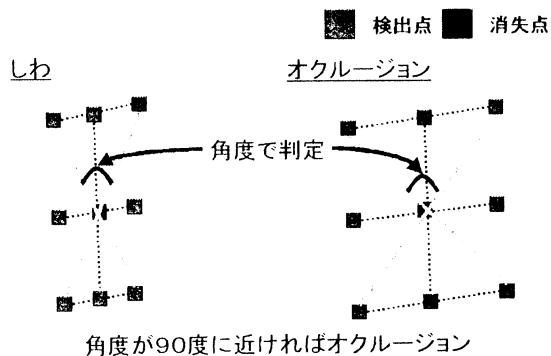 検出点 消失点
しわ
オクルージョン
角度で判定
角度が90度に近ければオクルージョン